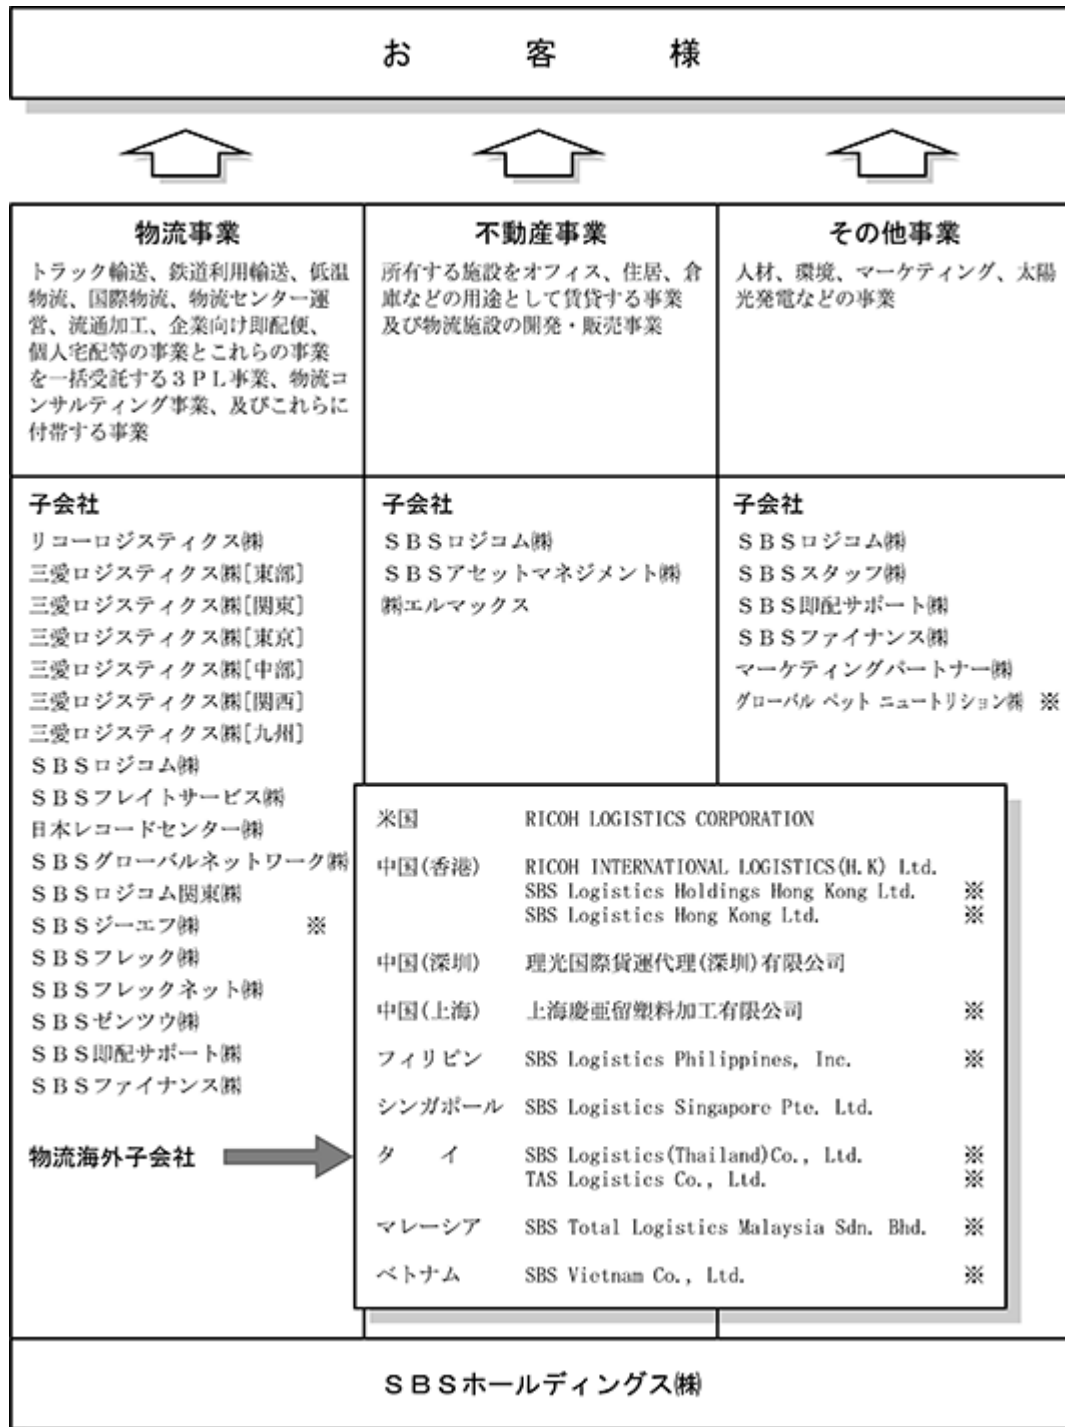 お客様
物流事業
トラック輸送、鉄道利用輸送、低温
物流、国際物流、物流センター運
営、流通加工、企業向け即配便、
個人宅配等の事業とこれらの事業
を一括受託する３ＰＬ事業、物流コ
ンサルティング事業、及びこれらに
付帯する事業
不動産事業
所有する施設をオフィス、住居、倉
庫などの用途として賃貸する事業
及び物流施設の開発・販売事業
その他事業
人材、環境、マーケティング、太陽
光発電などの事業
子会社
リコーロジスティクス㈱
三愛ロジスティクス㈱[東部]
三愛ロジスティクス㈱[関東]
三愛ロジスティクス㈱[東京]
三愛ロジスティクス㈱[中部]
三愛ロジスティクス㈱[関西]
三愛ロジスティクス㈱[九州]
ＳＢＳロジコム㈱
ＳＢＳフレイトサービス㈱
日本レコードセンター㈱
ＳＢＳグローバルネットワーク㈱
ＳＢＳロジコム関東㈱
ＳＢＳジーエフ㈱ ※
ＳＢＳフレック㈱
ＳＢＳフレックネット㈱
ＳＢＳゼンツウ㈱
ＳＢＳ即配サポート㈱
ＳＢＳファイナンス㈱
物流海外子会社
子会社
ＳＢＳロジコム㈱
ＳＢＳアセットマネジメント㈱
㈱エルマックス
子会社
ＳＢＳロジコム㈱
ＳＢＳスタッフ㈱
ＳＢＳ即配サポート㈱
ＳＢＳファイナンス㈱
マーケティングパートナー㈱
グローバル ペット ニュートリション㈱ ※
米国 RICOH LOGISTICS CORPORATION
中国(香港) RICOH INTERNATIONAL LOGISTICS(H.K) Ltd.
SBS Logistics Holdings Hong Kong Ltd. ※
SBS Logistics Hong Kong Ltd. ※
中国(深圳) 理光国際貨運代理(深圳)有限公司
中国(上海) 上海慶亜留塑料加工有限公司 ※
フィリピン SBS Logistics Philippines, Inc. ※
シンガポール SBS Logistics Singapore Pte. Ltd.
タイ SBS Logistics(Thailand)Co., Ltd. ※
TAS Logistics Co., Ltd. ※
マレーシア SBS Total Logistics Malaysia Sdn. Bhd. ※
ベトナム SBS Vietnam Co., Ltd. ※
ＳＢＳホールディングス㈱